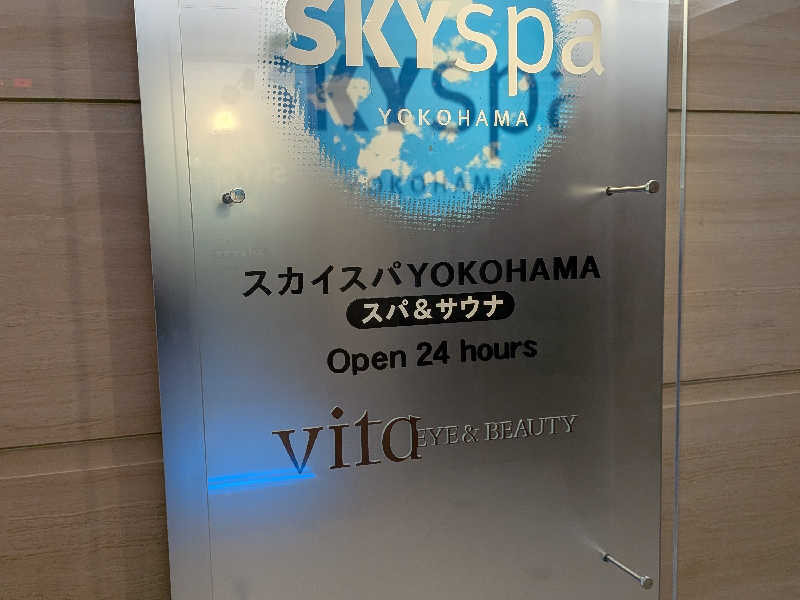 SKYspa
YOKOHAMA
スカイスパYOKOHAMA
スパ&サウナ
Open 24 hours
vita EYE & BEAUTY